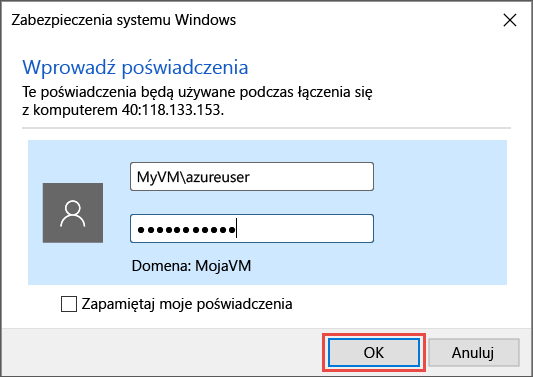 Zabezpieczenia systemu Windows
Wprowadź poświadczenia
Te poświadczenia będą używane podczas łączenia się
z komputerem 40:118.133.153.
MyVM\azureuser
●●●●●●●●●●●
Domena: MojaVM
Zapamiętaj moje poświadczenia
OK
Anuluj